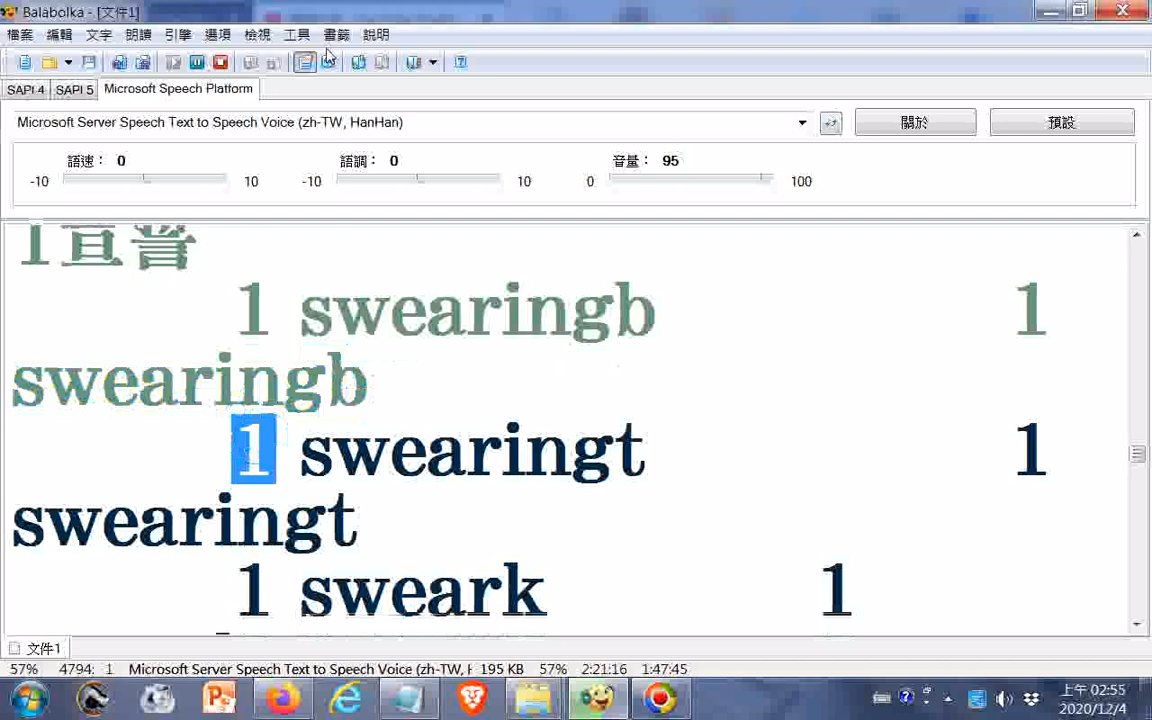 Balabolka - [文件1]
檔案 編輯 文字 朗讀 引擎 選項 檢視 工具 書籤 說明
SAPI 4 SAPI 5 Microsoft Speech Platform
Microsoft Server Speech Text to Speech Voice (zh-TW, HanHan) 關於 預設
語速： 0 語調： 0 音量： 95
-10 10 -10 10 0 100
1宣誓
1 swearingb 1
swearingb
1 swearingt 1
swearingt
1 sweark 1
文件1
57% 4794: 1 Microsoft Server Speech Text to Speech Voice (zh-TW, H 195 KB 57% 2:21:16 1:47:45
上午 02:55
2020/12/4